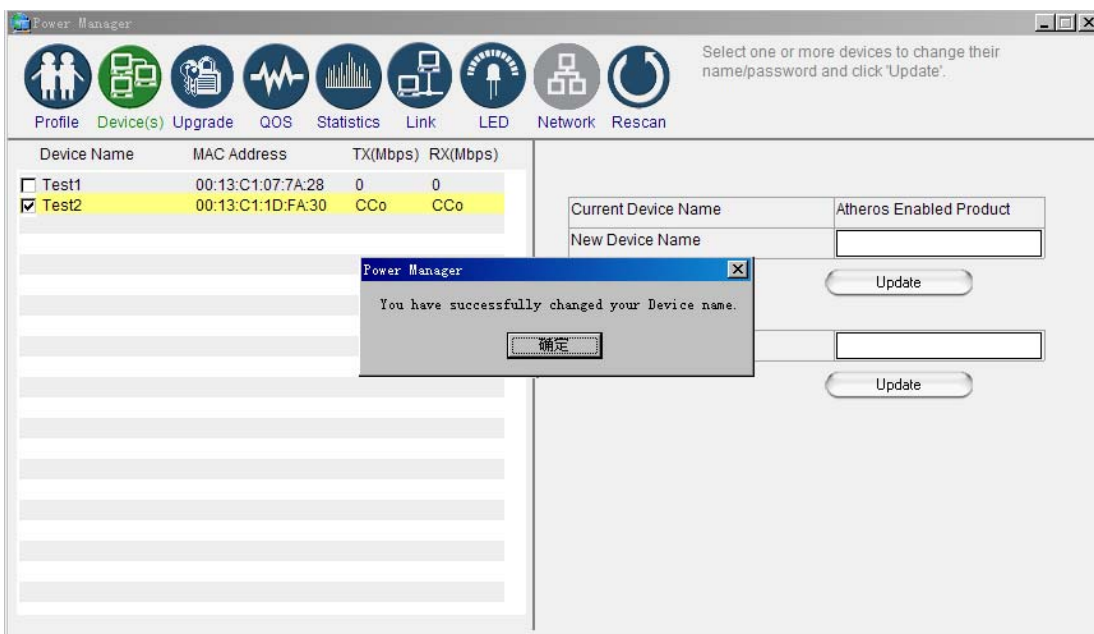 Power Manager
Select one or more devices to change their
name/password and click 'Update'.
Profile Device(s) Upgrade QOS Statistics Link LED Network Rescan
Device Name MAC Address TX(Mbps) RX(Mbps)
Test1 00:13:C1:07:7A:28 0 0
Test2 00:13:C1:1D:FA:30 CCo CCo
Current Device Name Atheros Enabled Product
New Device Name
Update
Power Manager
You have successfully changed your Device name.
确定
Update